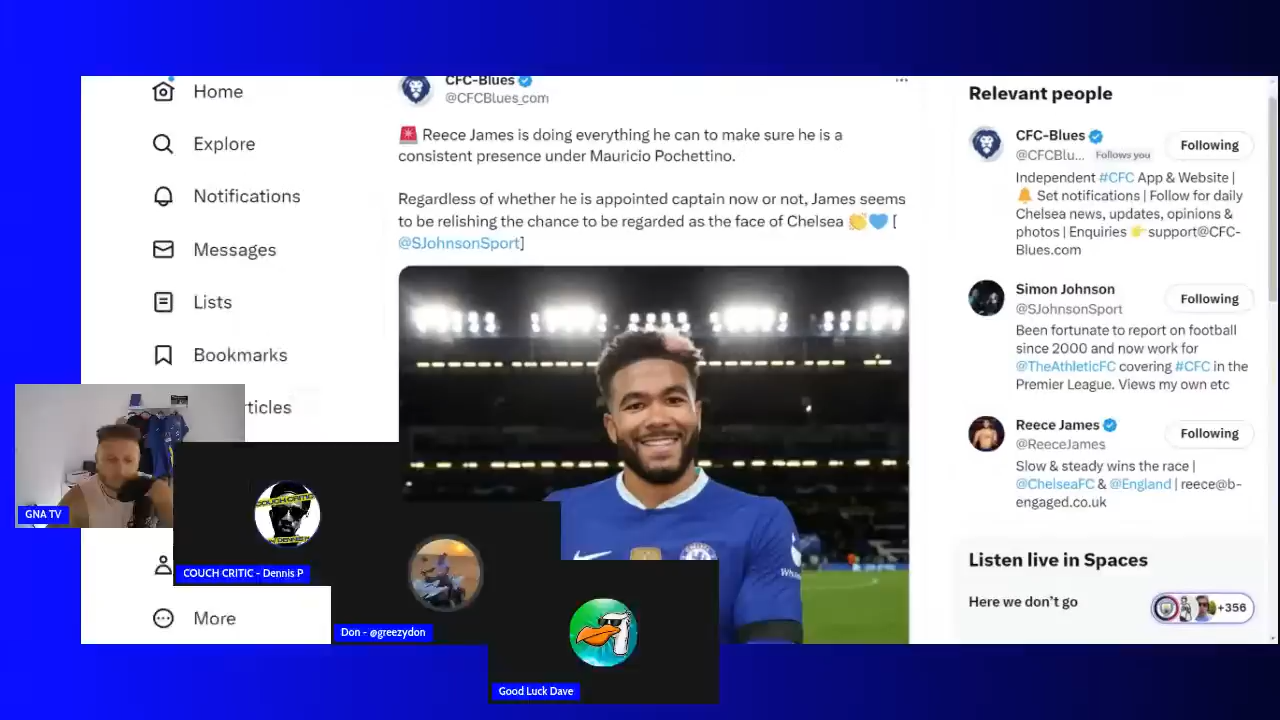 Home
Explore
Notifications
Messages
Lists
Bookmarks
ticles
More
CFC-Blues
@CFCBlues_com
Reece James is doing everything he can to make sure he is a
consistent presence under Mauricio Pochettino.
Regardless of whether he is appointed captain now or not, James seems
to be relishing the chance to be regarded as the face of Chelsea [
@SJohnsonSport]
Relevant people
CFC-Blues
Following
@CFCBlu... Follows you
Independent #CFC App & Website |
Set notifications | Follow for daily
Chelsea news, updates, opinions &
photos | Enquiries support@CFC-
Blues.com
Simon Johnson
Following
@SJohnsonSport
Been fortunate to report on football
since 2000 and now work for
@TheAthleticFC covering #CFC in the
Premier League. Views my own etc
Reece James
Following
@ReeceJames
Slow & steady wins the race |
@ChelseaFC & @England | reece@b-
engaged.co.uk
Listen live in Spaces
Here we don't go
+356
GNA TV
COUCH CRITIC
COUCH CRITIC - Dennis P
Don - @greezydon
Good Luck Dave